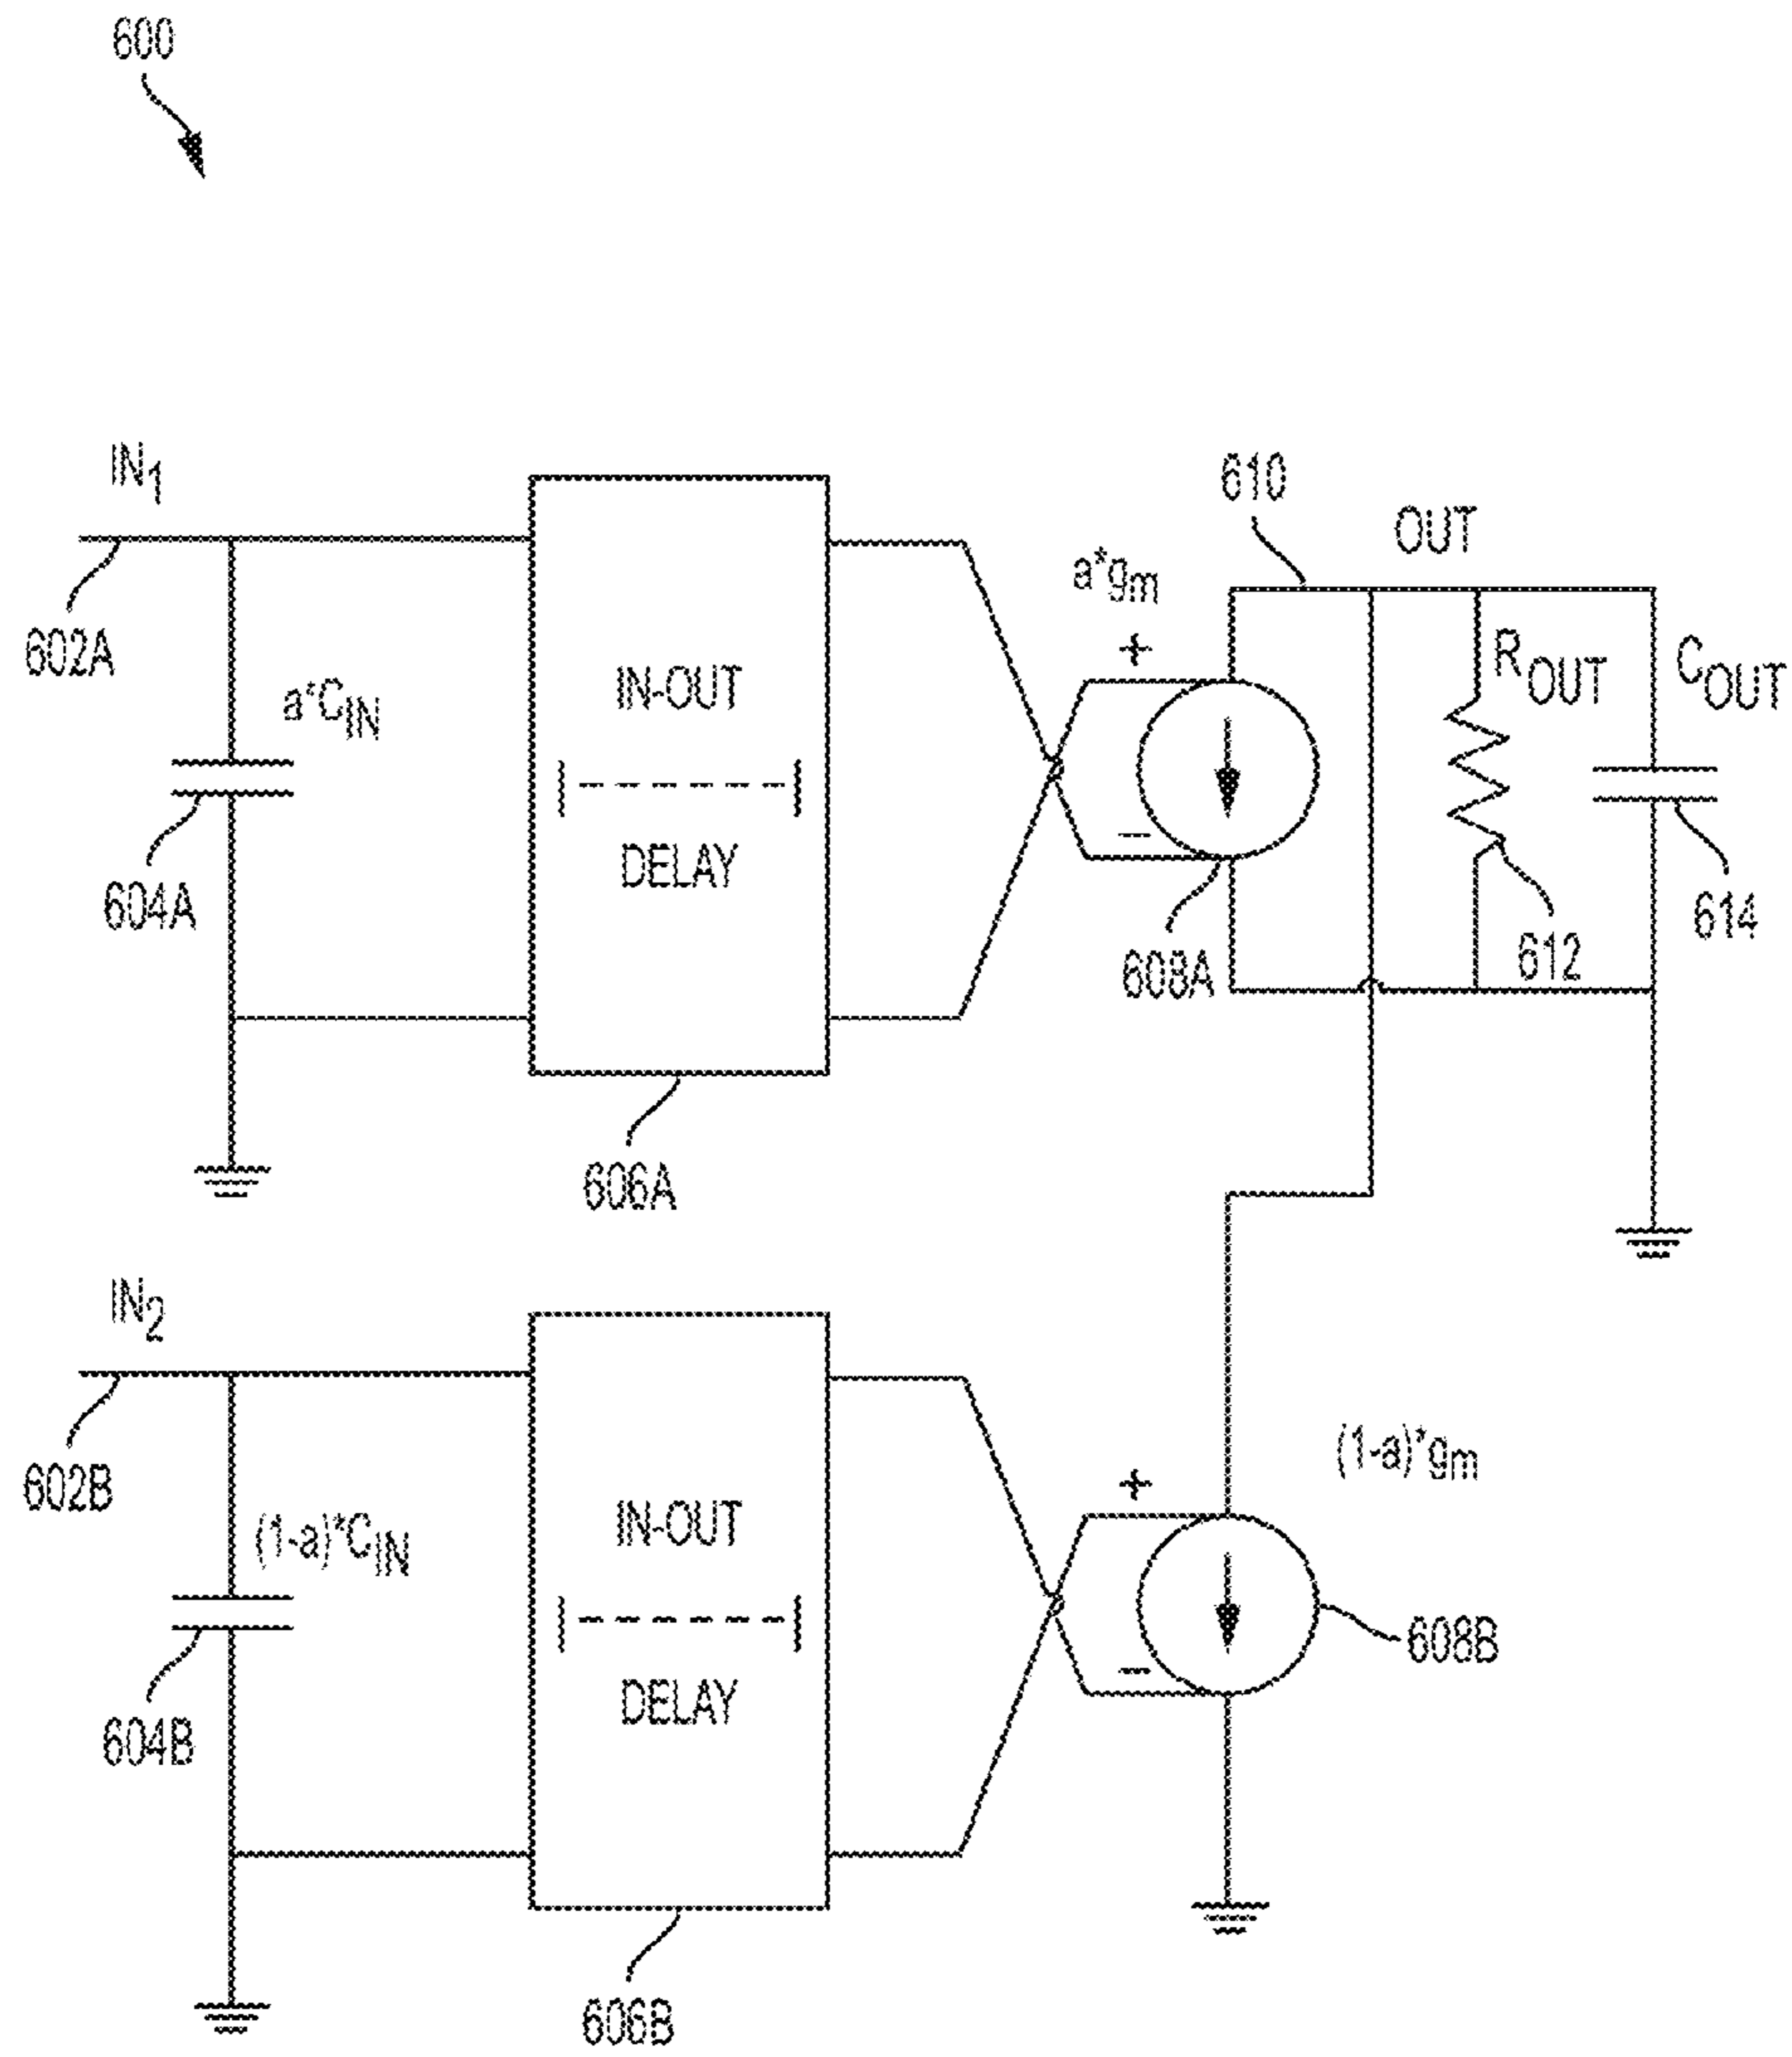 600
IN1
602A
a*CIN
604A
IN-OUT
DELAY
606A
a*gm
+
–
608A
610
OUT
ROUT
COUT
612
614
IN2
602B
(1-a)*CIN
604B
IN-OUT
DELAY
606B
+
–
(1-a)*gm
608B